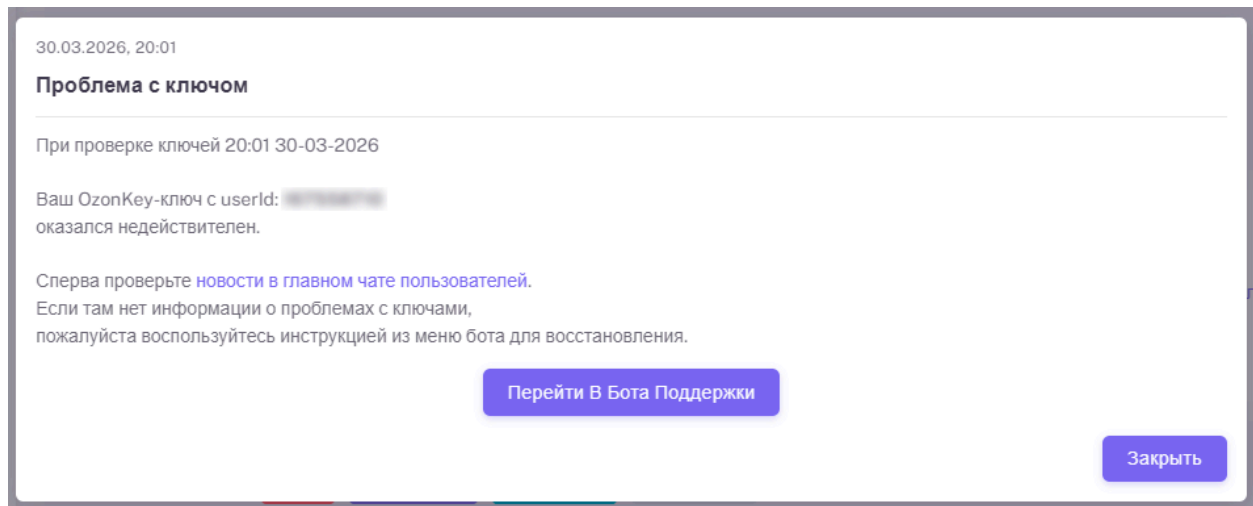 30.03.2026, 20:01
Проблема с ключом
При проверке ключей 20:01 30-03-2026
Ваш OzonKey-ключ с userId:
оказался недействителен.
Сперва проверьте новости в главном чате пользователей.
Если там нет информации о проблемах с ключами,
пожалуйста воспользуйтесь инструкцией из меню бота для восстановления.
Перейти В Бота Поддержки
Закрыть